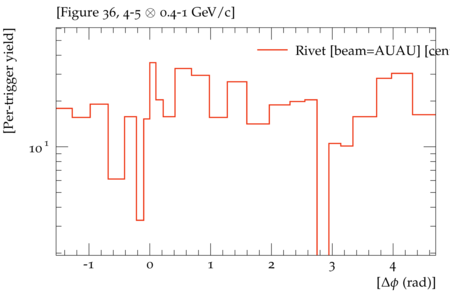 [Figure 36, 4-5 ⊗ 0.4-1 GeV/c]
[Per-trigger yield]
Rivet [beam=AUAU] [cen
10¹
-1 0 1 2 3 4
[Δϕ (rad)]